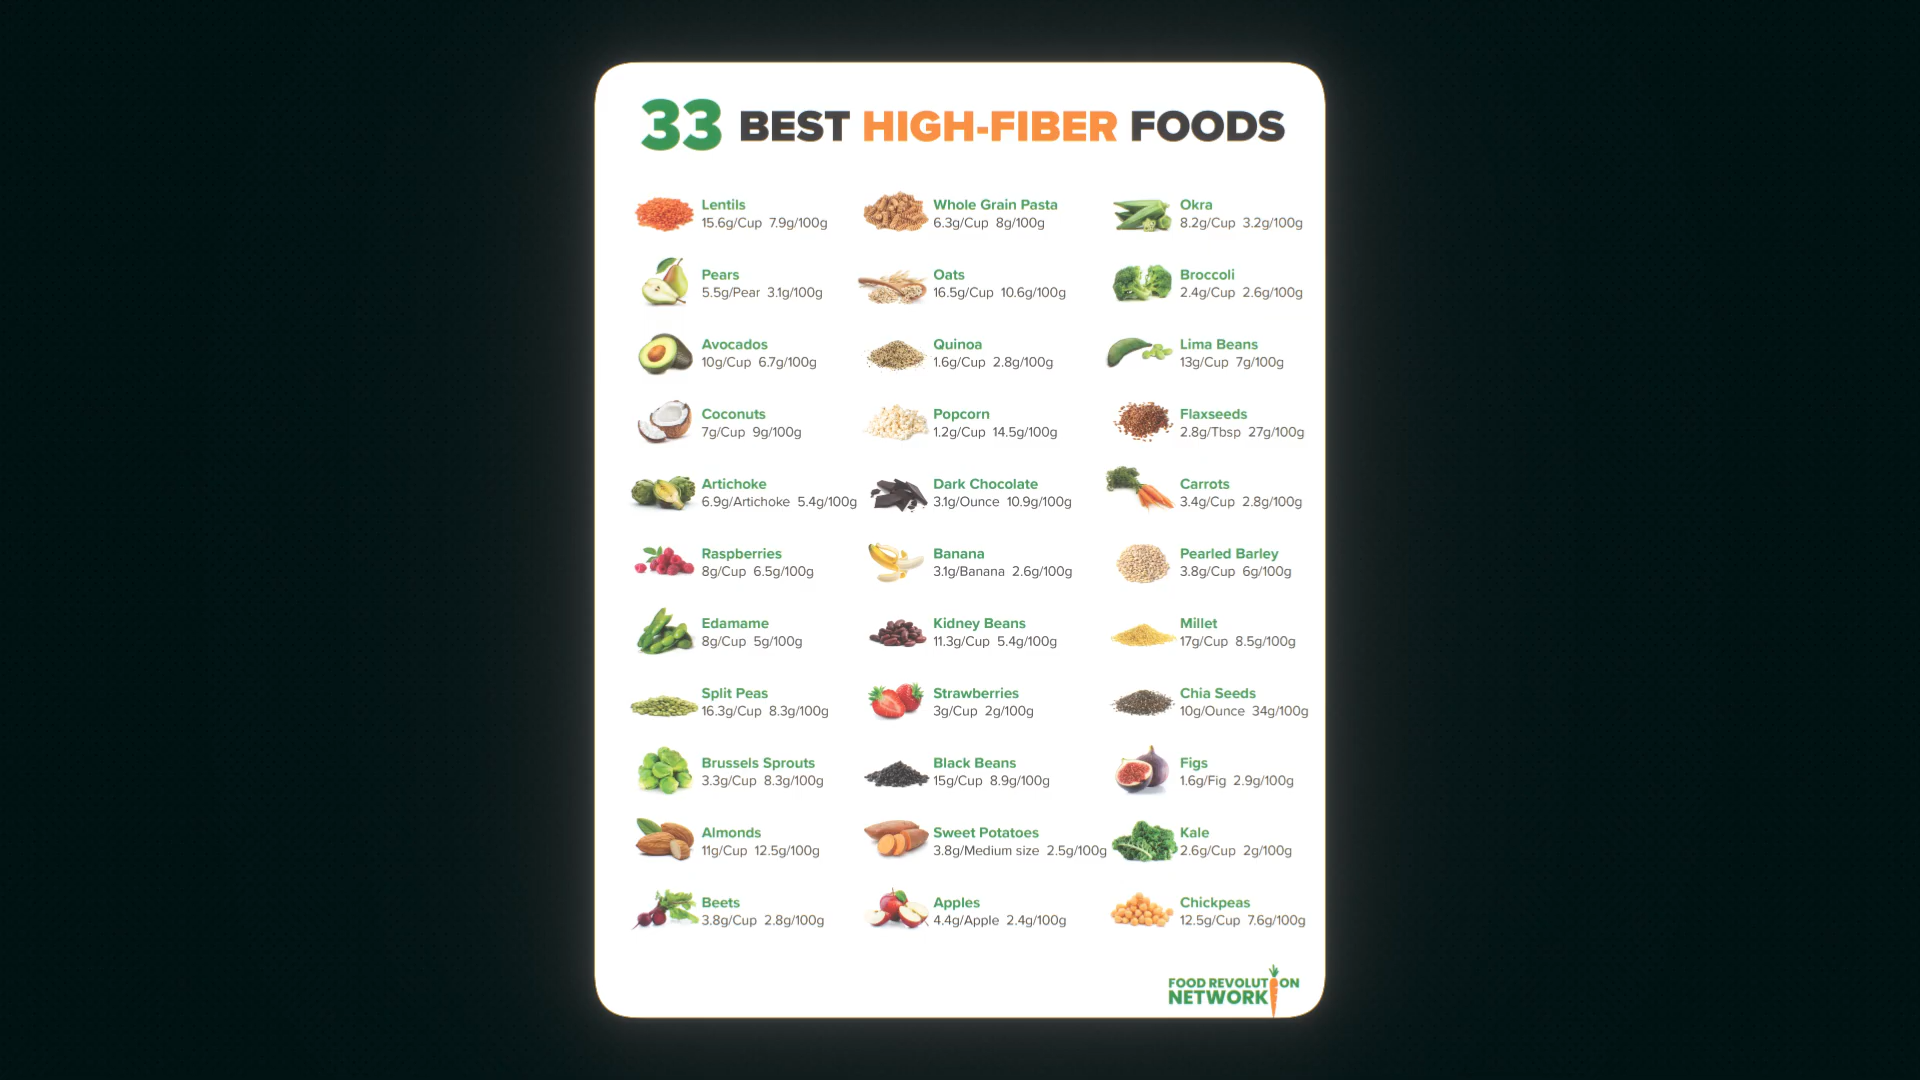 33 BEST HIGH-FIBER FOODS
Lentils
15.6g/Cup 7.9g/100g
Pears
5.5g/Pear 3.1g/100g
Avocados
10g/Cup 6.7g/100g
Coconuts
7g/Cup 9g/100g
Artichoke
6.9g/Artichoke 5.4g/100g
Raspberries
8g/Cup 6.5g/100g
Edamame
8g/Cup 5g/100g
Split Peas
16.3g/Cup 8.3g/100g
Brussels Sprouts
3.3g/Cup 8.3g/100g
Almonds
11g/Cup 12.5g/100g
Beets
3.8g/Cup 2.8g/100g
Whole Grain Pasta
6.3g/Cup 8g/100g
Oats
16.5g/Cup 10.6g/100g
Quinoa
1.6g/Cup 2.8g/100g
Popcorn
1.2g/Cup 14.5g/100g
Dark Chocolate
3.1g/Ounce 10.9g/100g
Banana
3.1g/Banana 2.6g/100g
Kidney Beans
11.3g/Cup 5.4g/100g
Strawberries
3g/Cup 2g/100g
Black Beans
15g/Cup 8.9g/100g
Sweet Potatoes
3.8g/Medium size 2.5g/100g
Apples
4.4g/Apple 2.4g/100g
Okra
8.2g/Cup 3.2g/100g
Broccoli
2.4g/Cup 2.6g/100g
Lima Beans
13g/Cup 7g/100g
Flaxseeds
2.8g/Tbsp 27g/100g
Carrots
3.4g/Cup 2.8g/100g
Pearled Barley
3.8g/Cup 6g/100g
Millet
17g/Cup 8.5g/100g
Chia Seeds
10g/Ounce 34g/100g
Figs
1.6g/Fig 2.9g/100g
Kale
2.6g/Cup 2g/100g
Chickpeas
12.5g/Cup 7.6g/100g
FOOD REVOLUTION
NETWORK